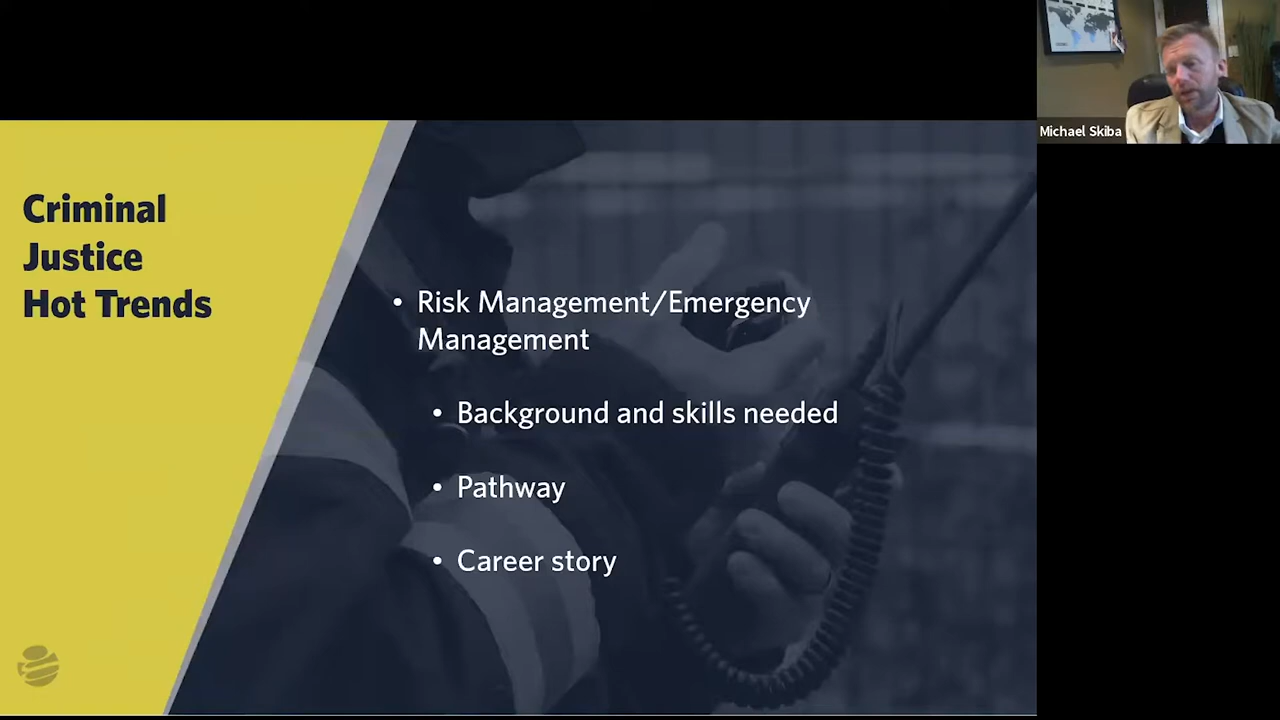 Michael Skiba
Criminal
Justice
Hot Trends
• Risk Management/Emergency
Management
• Background and skills needed
• Pathway
• Career story